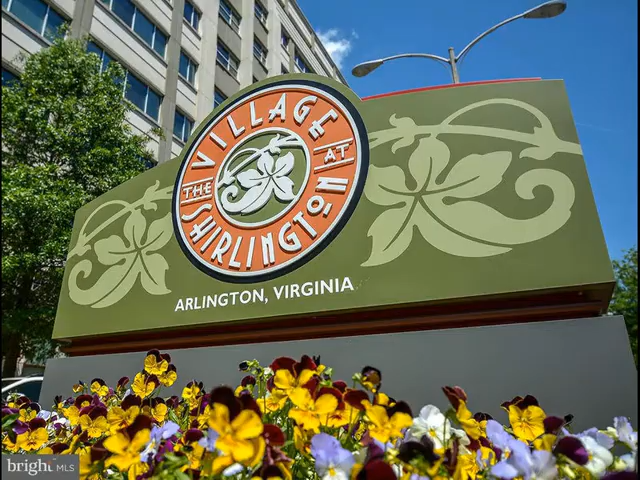 THE VILLAGE AT
SHIRLINGTON
ARLINGTON, VIRGINIA
bright MLS